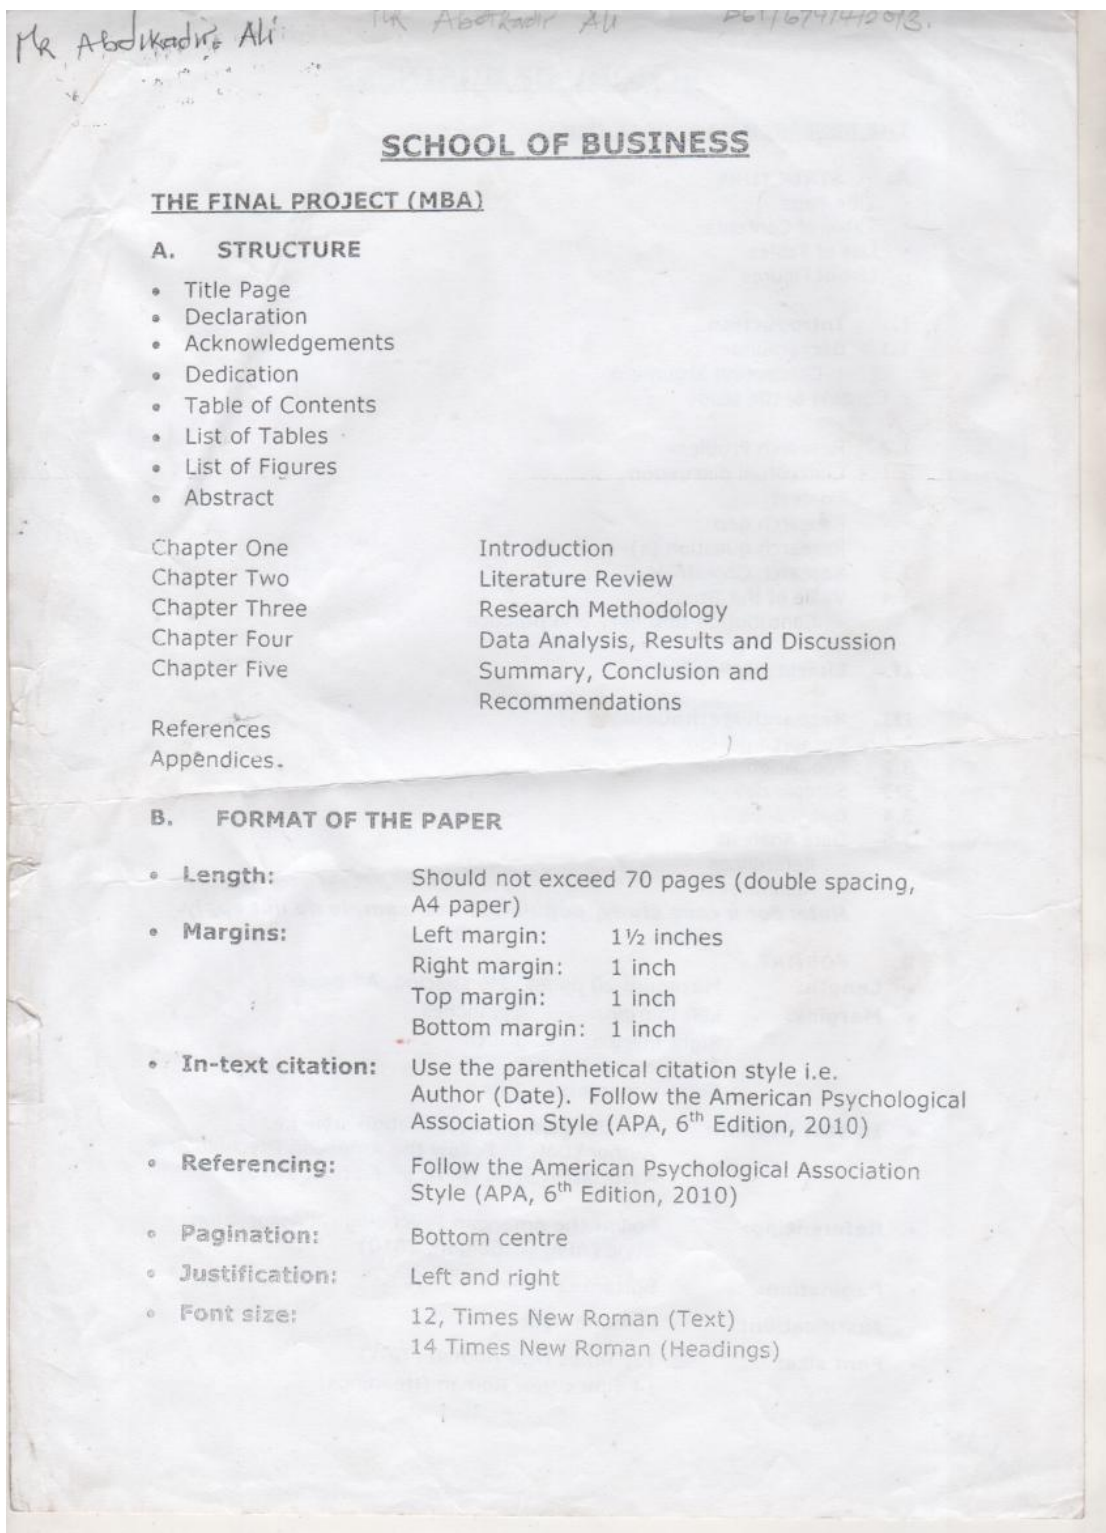 Mr Abdikadir Ali
Mr Abdikadir Ali
SCHOOL OF BUSINESS
THE FINAL PROJECT (MBA)
A. STRUCTURE
• Title Page
• Declaration
• Acknowledgements
• Dedication
• Table of Contents
• List of Tables
• List of Figures
• Abstract
Chapter One Introduction
Chapter Two Literature Review
Chapter Three Research Methodology
Chapter Four Data Analysis, Results and Discussion
Chapter Five Summary, Conclusion and
Recommendations
References
Appendices.
B. FORMAT OF THE PAPER
• Length: Should not exceed 70 pages (double spacing,
A4 paper)
• Margins: Left margin: 1½ inches
Right margin: 1 inch
Top margin: 1 inch
Bottom margin: 1 inch
• In-text citation: Use the parenthetical citation style i.e.
Author (Date). Follow the American Psychological
Association Style (APA, 6th Edition, 2010)
• Referencing: Follow the American Psychological Association
Style (APA, 6th Edition, 2010)
• Pagination: Bottom centre
• Justification: Left and right
• Font size: 12, Times New Roman (Text)
14 Times New Roman (Headings)